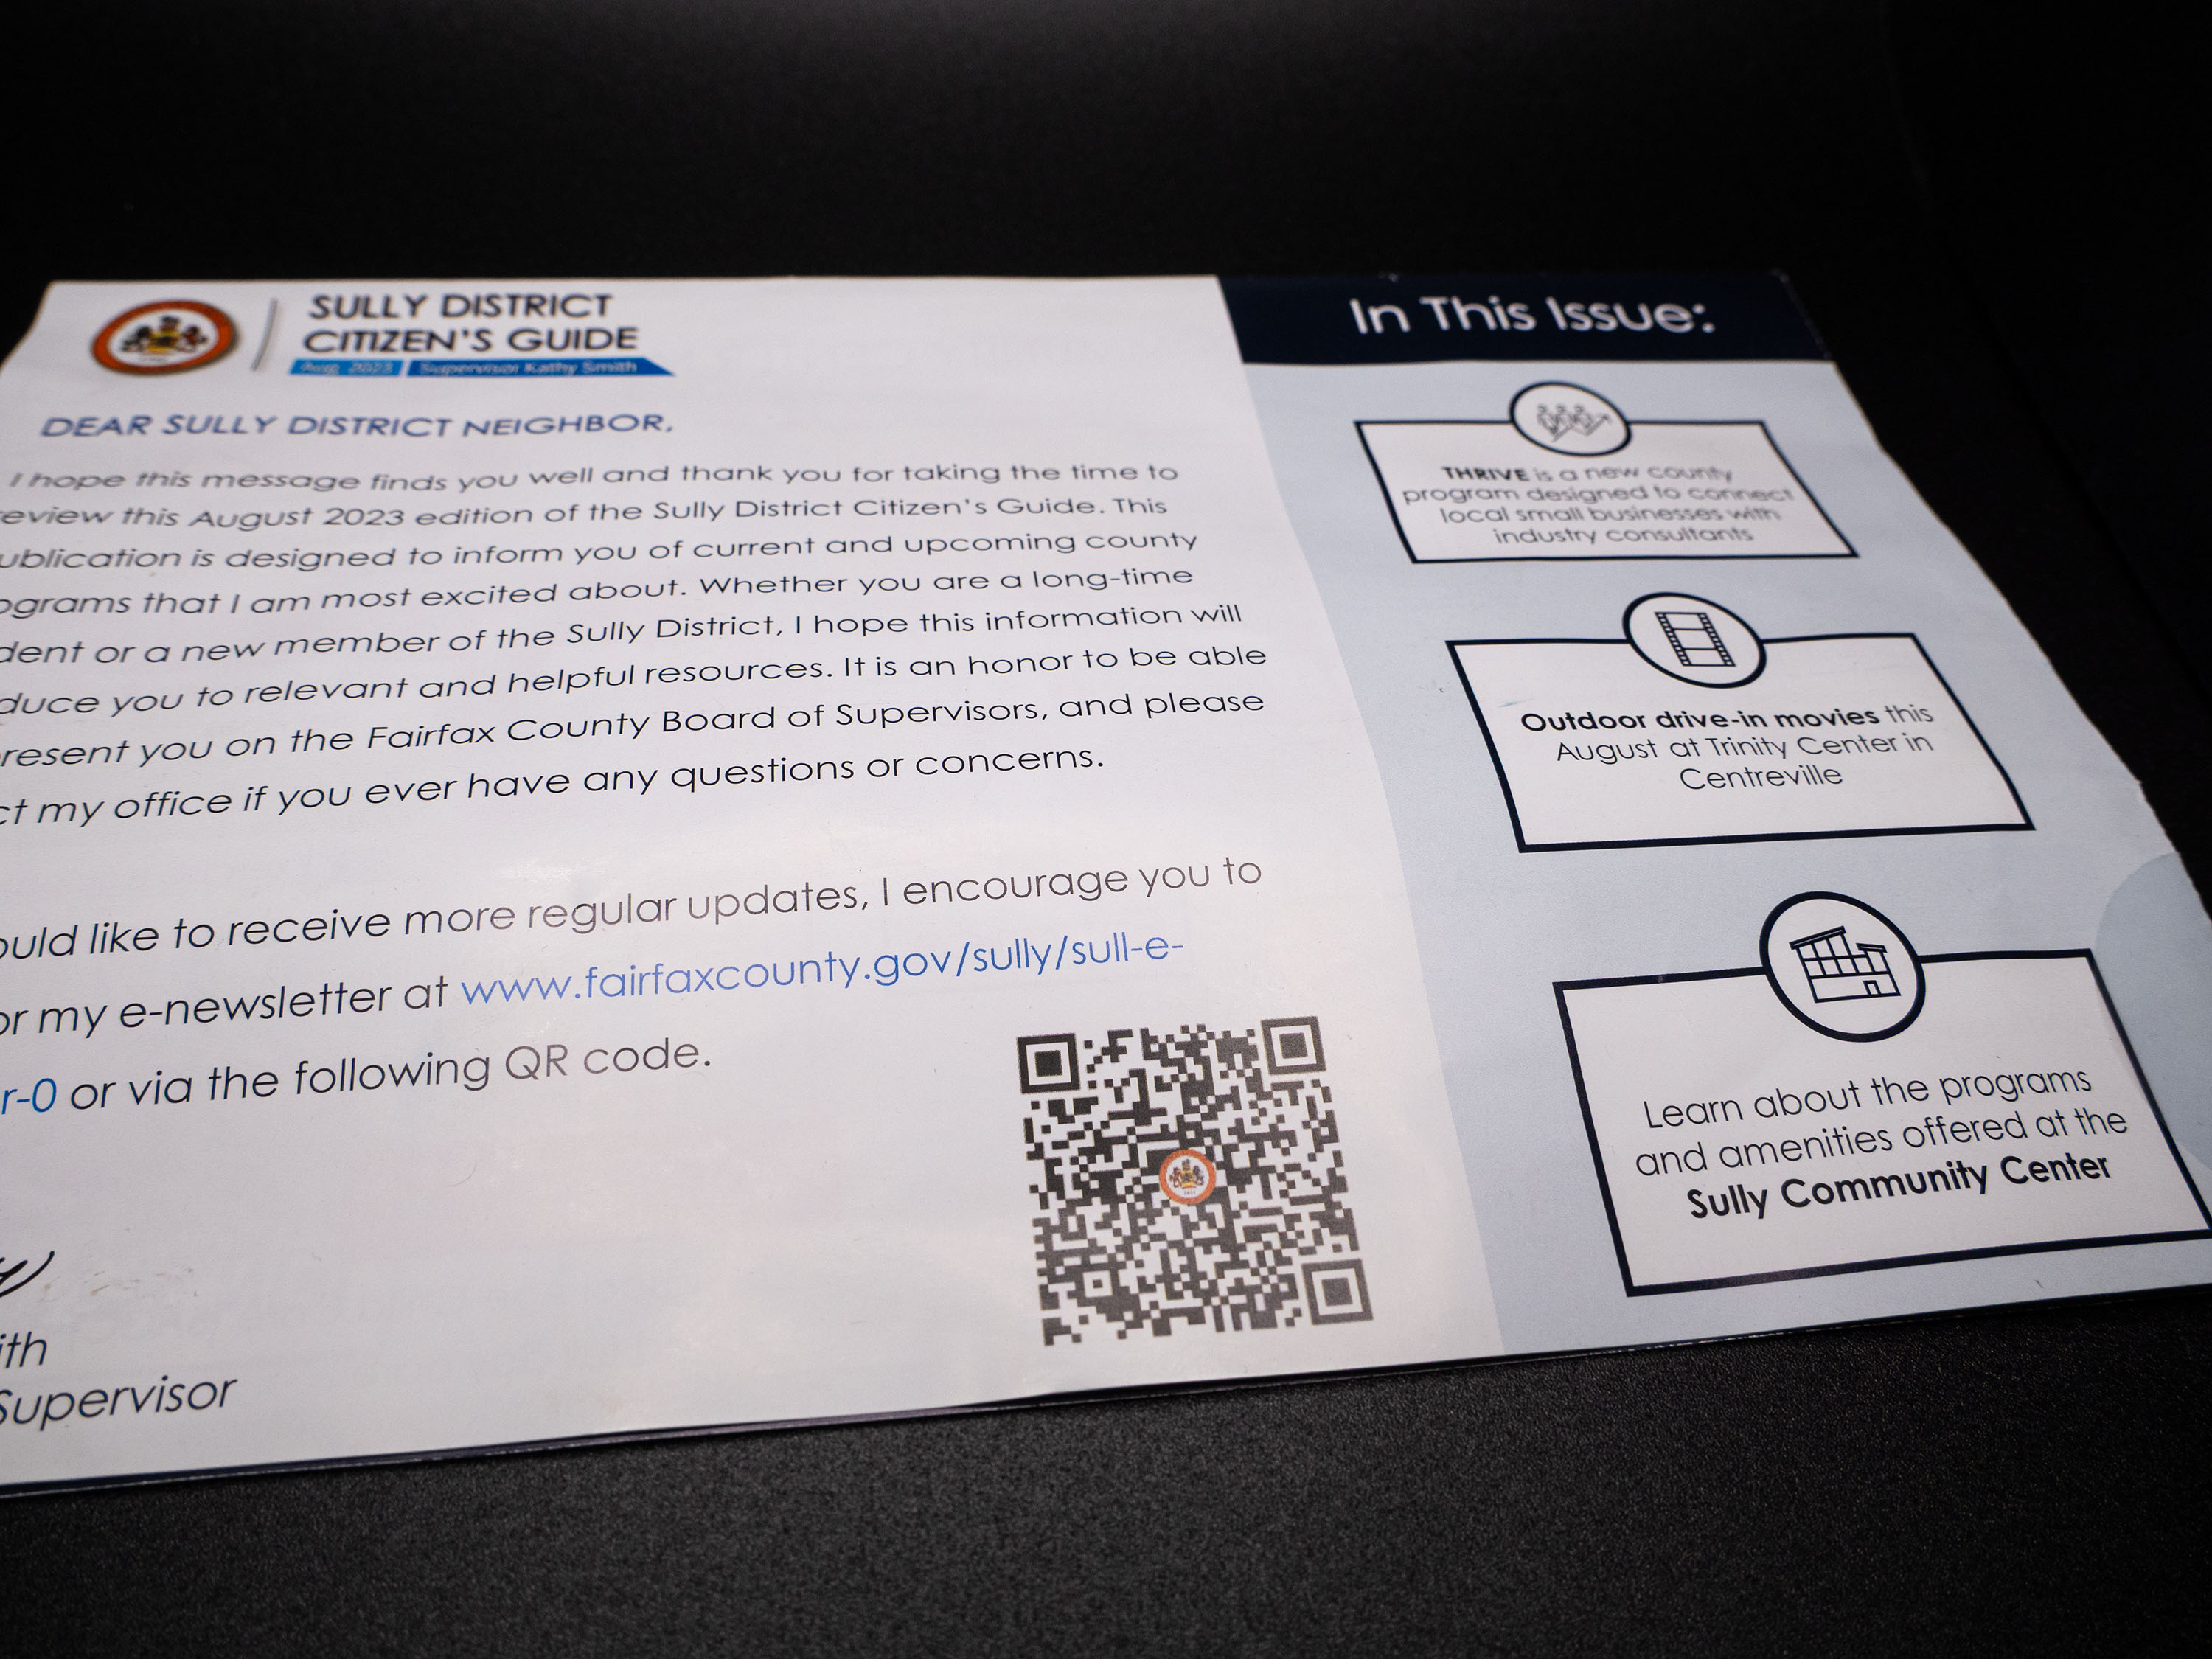 SULLY DISTRICT
CITIZEN'S GUIDE
Aug. 2023 Supervisor Kathy Smith
DEAR SULLY DISTRICT NEIGHBOR,
I hope this message finds you well and thank you for taking the time to
eview this August 2023 edition of the Sully District Citizen's Guide. This
ublication is designed to inform you of current and upcoming county
ograms that I am most excited about. Whether you are a long-time
dent or a new member of the Sully District, I hope this information will
duce you to relevant and helpful resources. It is an honor to be able
resent you on the Fairfax County Board of Supervisors, and please
ct my office if you ever have any questions or concerns.
ould like to receive more regular updates, I encourage you to
or my e-newsletter at www.fairfaxcounty.gov/sully/sull-e-
r-0 or via the following QR code.
ith
Supervisor
In This Issue:
THRIVE is a new county
program designed to connect
local small businesses with
industry consultants
Outdoor drive-in movies this
August at Trinity Center in
Centreville
Learn about the programs
and amenities offered at the
Sully Community Center